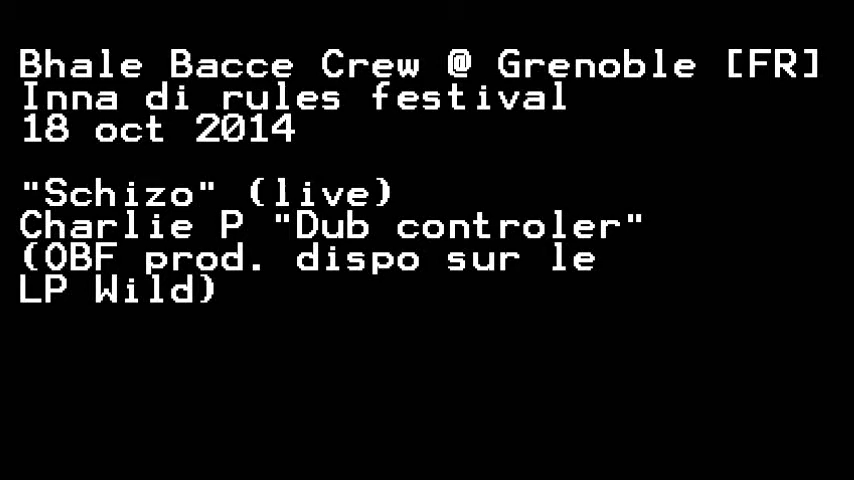 Bhale Bacce Crew @ Grenoble [FR]
Inna di rules festival
18 oct 2014
"Schizo" (live)
Charlie P "Dub controler"
(OBF prod. dispo sur le
LP Wild)